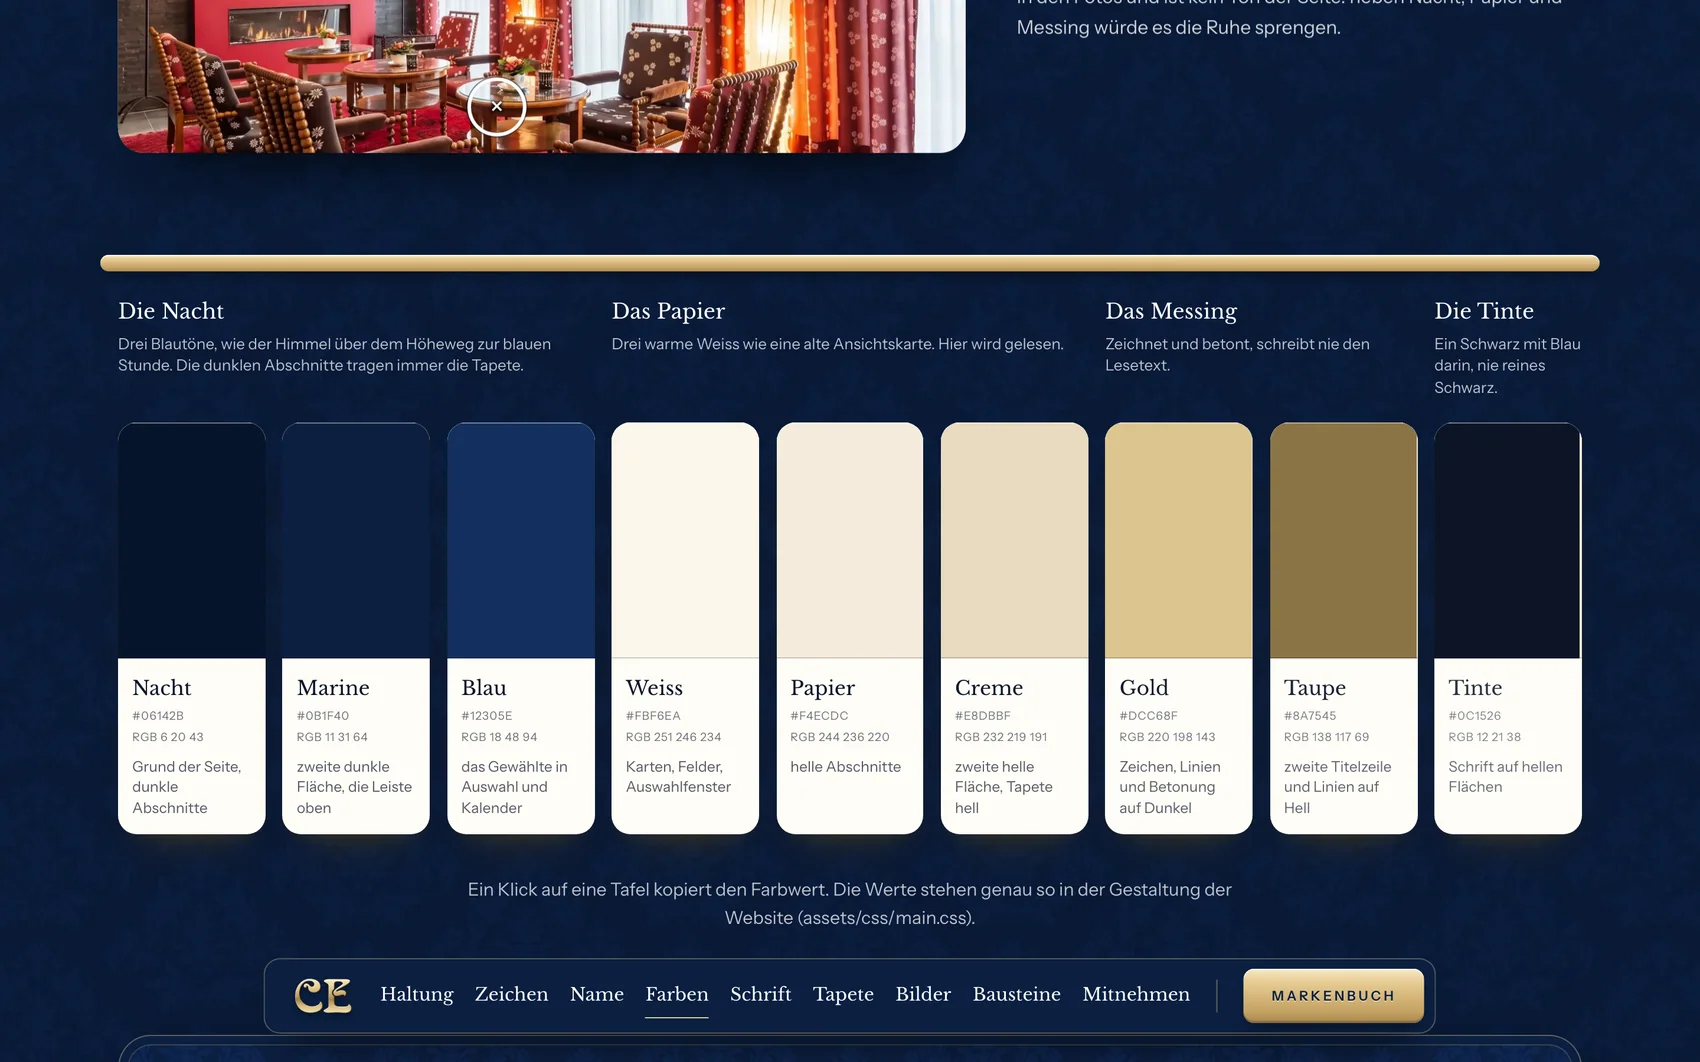 Messing würde es die Ruhe sprengen.
Die Nacht
Drei Blautöne, wie der Himmel über dem Höheweg zur blauen
Stunde. Die dunklen Abschnitte tragen immer die Tapete.
Das Papier
Drei warme Weiss wie eine alte Ansichtskarte. Hier wird gelesen.
Das Messing
Zeichnet und betont, schreibt nie den
Lesetext.
Die Tinte
Ein Schwarz mit Blau
darin, nie reines
Schwarz.
Nacht
#06142B
RGB 6 20 43
Grund der Seite,
dunkle
Abschnitte
Marine
#0B1F40
RGB 11 31 64
zweite dunkle
Fläche, die Leiste
oben
Blau
#12305E
RGB 18 48 94
das Gewählte in
Auswahl und
Kalender
Weiss
#FBF6EA
RGB 251 246 234
Karten, Felder,
Auswahlfenster
Papier
#F4ECDC
RGB 244 236 220
helle Abschnitte
Creme
#E8DBBF
RGB 232 219 191
zweite helle
Fläche, Tapete
hell
Gold
#DCC68F
RGB 220 198 143
Zeichen, Linien
und Betonung
auf Dunkel
Taupe
#8A7545
RGB 138 117 69
zweite Titelzeile
und Linien auf
Hell
Tinte
#0C1526
RGB 12 21 38
Schrift auf hellen
Flächen
Ein Klick auf eine Tafel kopiert den Farbwert. Die Werte stehen genau so in der Gestaltung der
Website (assets/css/main.css).
CE Haltung Zeichen Name Farben Schrift Tapete Bilder Bausteine Mitnehmen MARKENBUCH